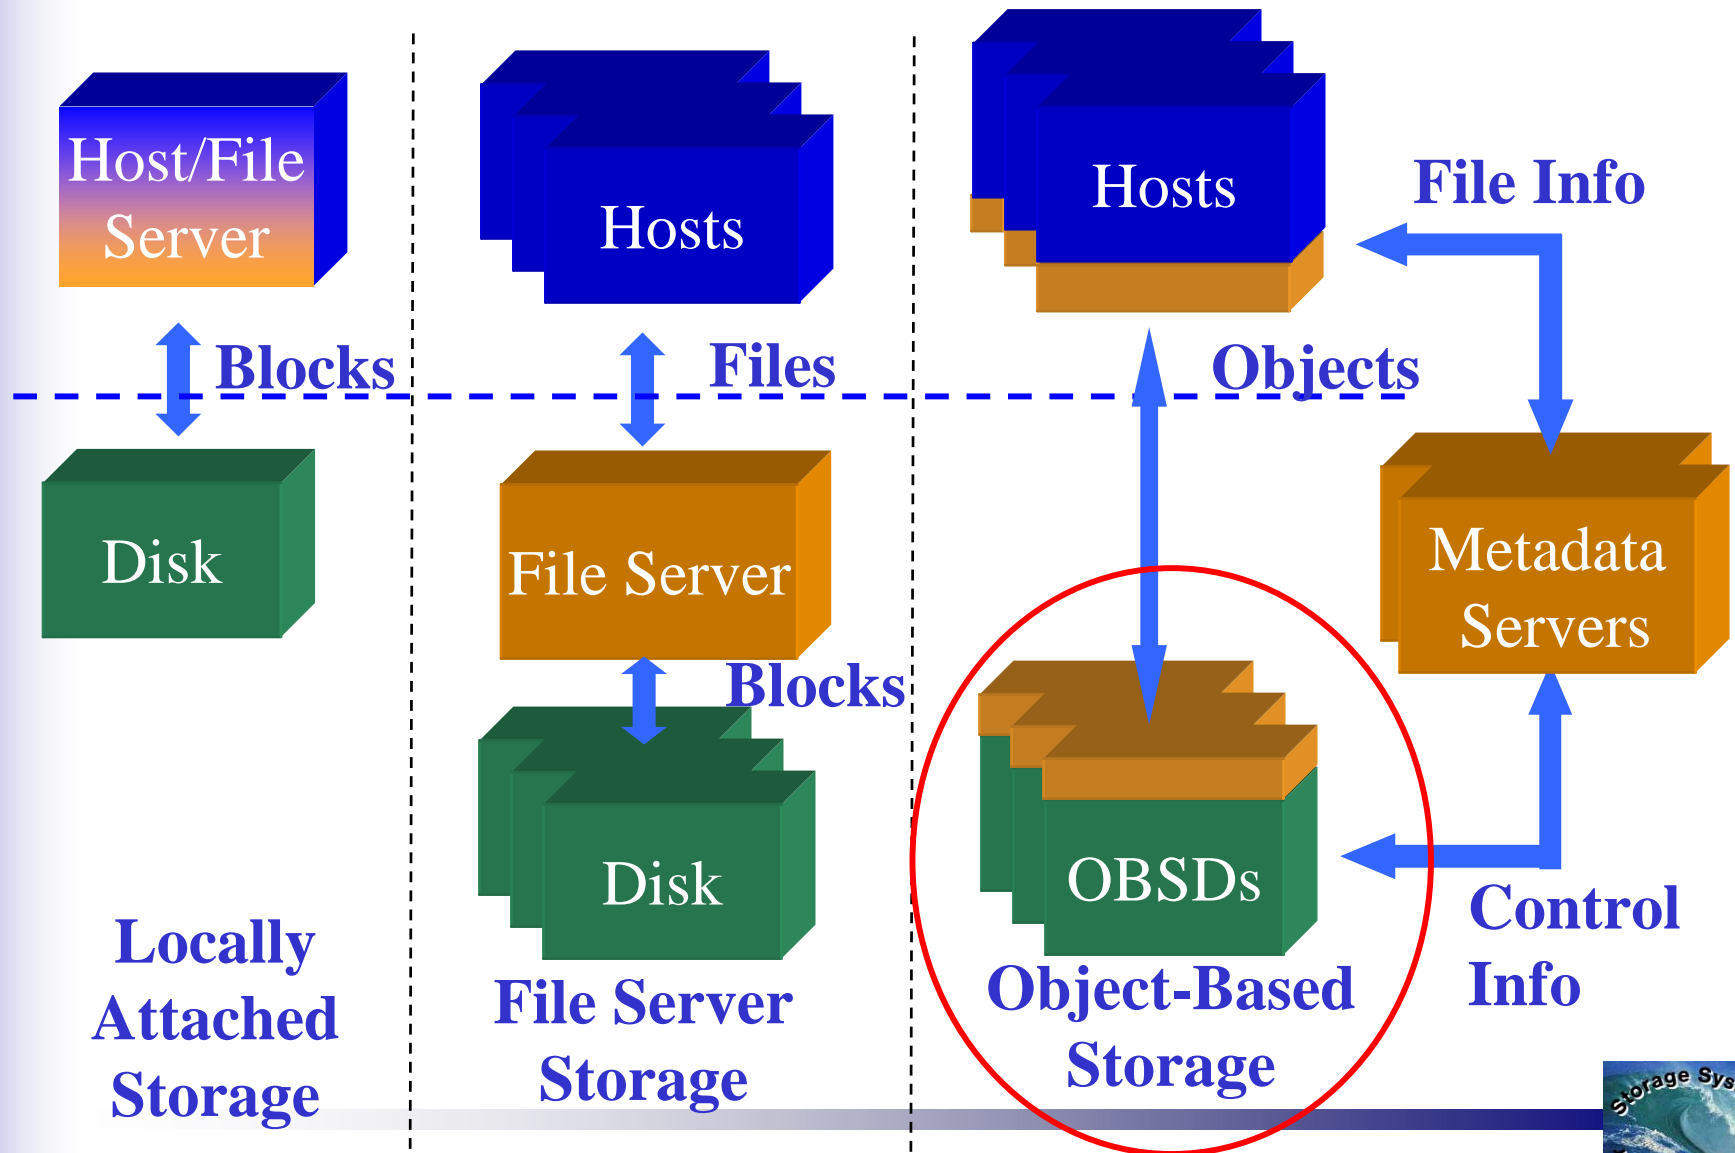 Host/File
Server
Blocks
Disk
Locally
Attached
Storage
Hosts
Files
File Server
Blocks
Disk
File Server
Storage
Hosts
File Info
Objects
Metadata
Servers
OBSDs
Control
Info
Object-Based
Storage
Storage